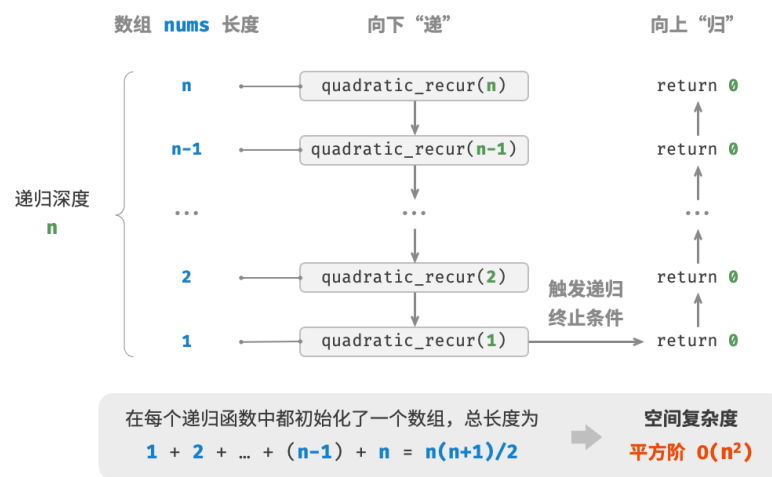 数组 nums 长度
向下“递”
向上“归”
n
quadratic_recur(n)
return 0
n-1
quadratic_recur(n-1)
return 0
递归深度
n
...
...
...
2
quadratic_recur(2)
return 0
触发递归
终止条件
1
quadratic_recur(1)
return 0
在每个递归函数中都初始化了一个数组，总长度为
1 + 2 + … + (n-1) + n = n(n+1)/2
空间复杂度
平方阶 O(n²)